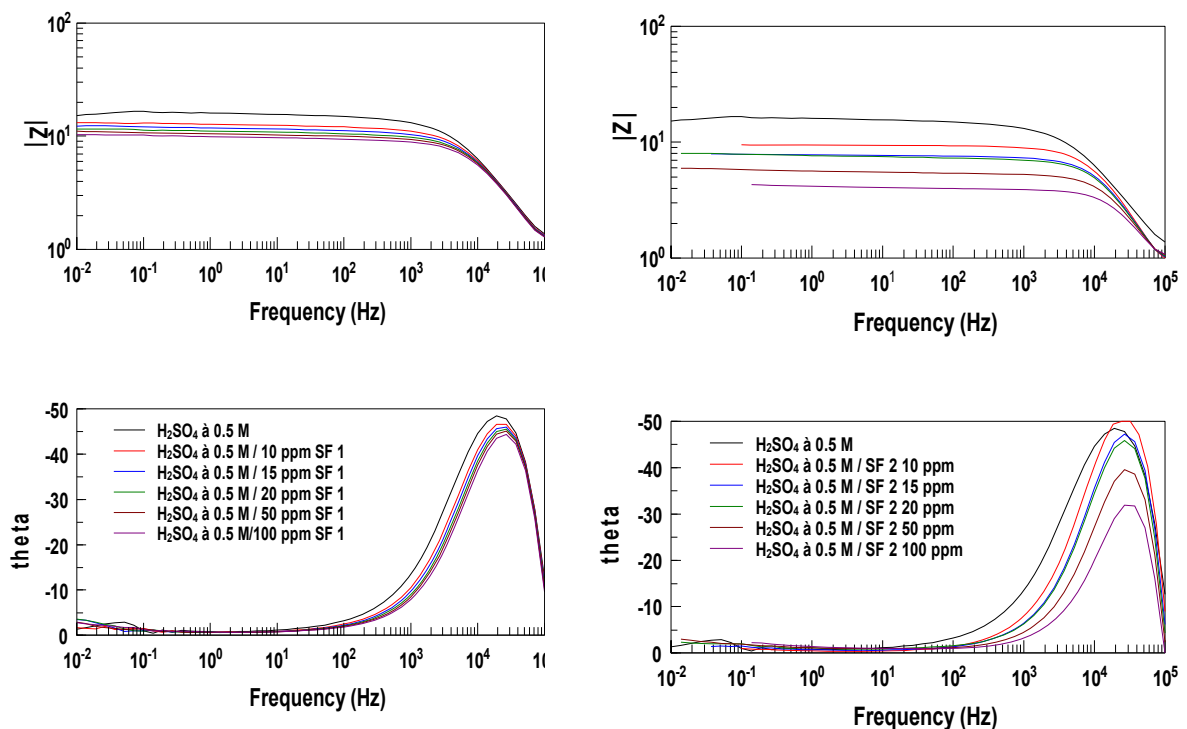 10²
|Z|
10¹
10⁰
10⁻² 10⁻¹ 10⁰ 10¹ 10² 10³ 10⁴
Frequency (Hz)
10²
|Z|
10¹
10⁰
10⁻² 10⁻¹ 10⁰ 10¹ 10² 10³ 10⁴ 10⁵
Frequency (Hz)
-50
-40
-30
-20
-10
0
theta
H₂SO₄ à 0.5 M
H₂SO₄ à 0.5 M / 10 ppm SF 1
H₂SO₄ à 0.5 M / 15 ppm SF 1
H₂SO₄ à 0.5 M / 20 ppm SF 1
H₂SO₄ à 0.5 M / 50 ppm SF 1
H₂SO₄ à 0.5 M/100 ppm SF 1
10⁻² 10⁻¹ 10⁰ 10¹ 10² 10³ 10⁴
Frequency (Hz)
-50
-40
-30
-20
-10
0
theta
H₂SO₄ à 0.5 M
H₂SO₄ à 0.5 M / SF 2 10 ppm
H₂SO₄ à 0.5 M / SF 2 15 ppm
H₂SO₄ à 0.5 M / SF 2 20 ppm
H₂SO₄ à 0.5 M / SF 2 50 ppm
H₂SO₄ à 0.5 M / SF 2 100 ppm
10⁻² 10⁻¹ 10⁰ 10¹ 10² 10³ 10⁴ 10⁵
Frequency (Hz)